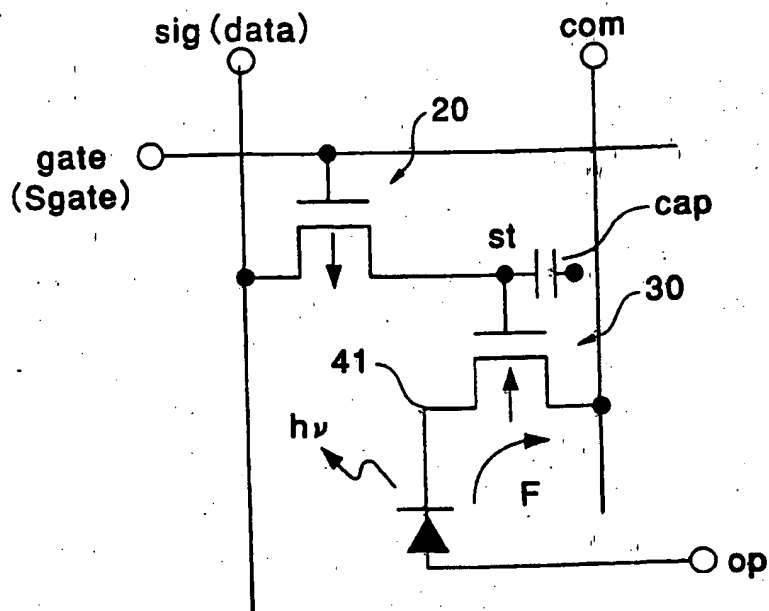 sig (data)
com
20
gate
(Sgate)
cap
st
30
41
hν
F
op